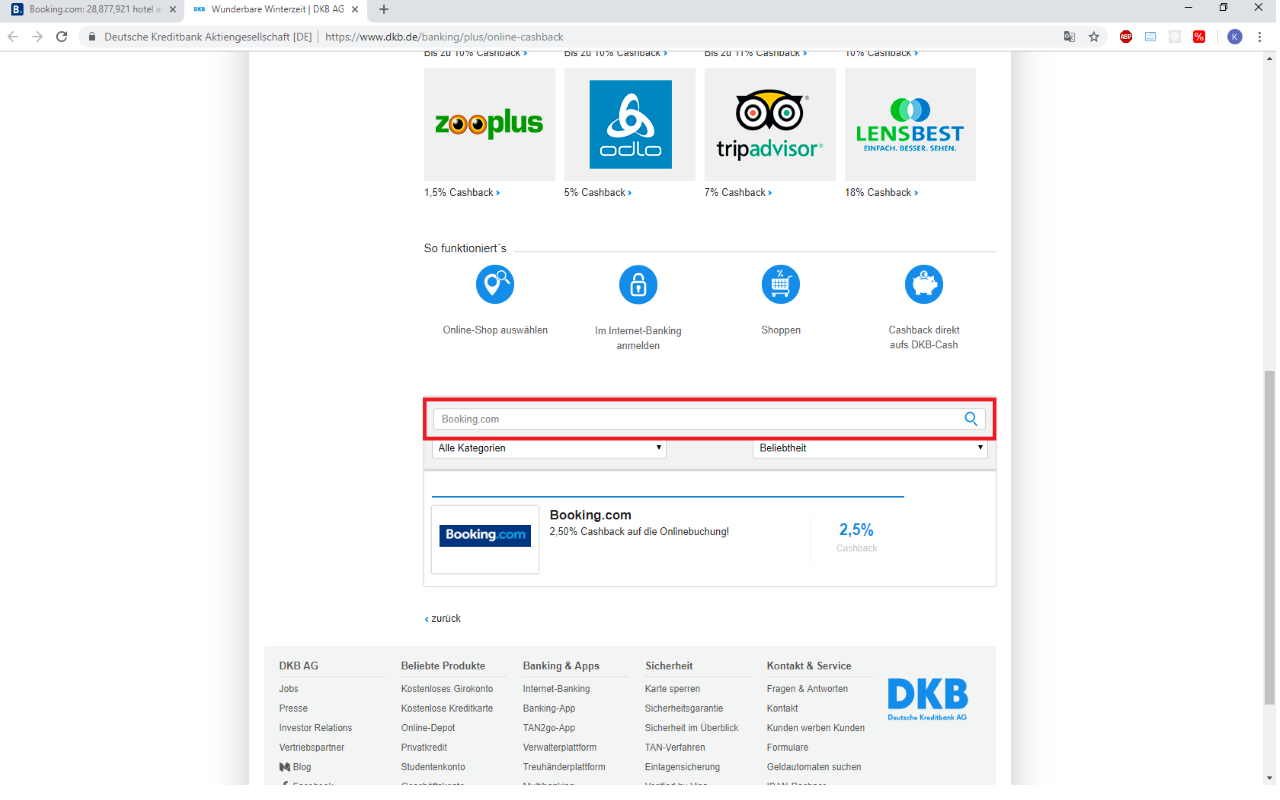 Booking.com: 28,877,921 hotel a
DKB Wunderbare Winterzeit | DKB AG
Deutsche Kreditbank Aktiengesellschaft [DE] | https://www.dkb.de/banking/plus/online-cashback
ABP % K
Bis zu 10% Cashback › Bis zu 10% Cashback › Bis zu 11% Cashback › 10% Cashback ›
zooplus odlo tripadvisor® LENSBEST
EINFACH. BESSER. SEHEN.
1,5% Cashback › 5% Cashback › 7% Cashback › 18% Cashback ›
So funktioniert´s
Online-Shop auswählen Im Internet-Banking Shoppen Cashback direkt
anmelden aufs DKB-Cash
Booking.com
Alle Kategorien Beliebtheit
Booking.com
Booking.com
2,50% Cashback auf die Onlinebuchung!
2,5%
Cashback
‹ zurück
DKB AG Beliebte Produkte Banking & Apps Sicherheit Kontakt & Service
Jobs Kostenloses Girokonto Internet-Banking Karte sperren Fragen & Antworten
Presse Kostenlose Kreditkarte Banking-App Sicherheitsgarantie Kontakt
Investor Relations Online-Depot TAN2go-App Sicherheit im Überblick Kunden werben Kunden
Vertriebspartner Privatkredit Verwalterplattform TAN-Verfahren Formulare
Blog Studentenkonto Treuhänderplattform Einlagensicherung Geldautomaten suchen
DKB
Deutsche Kreditbank AG